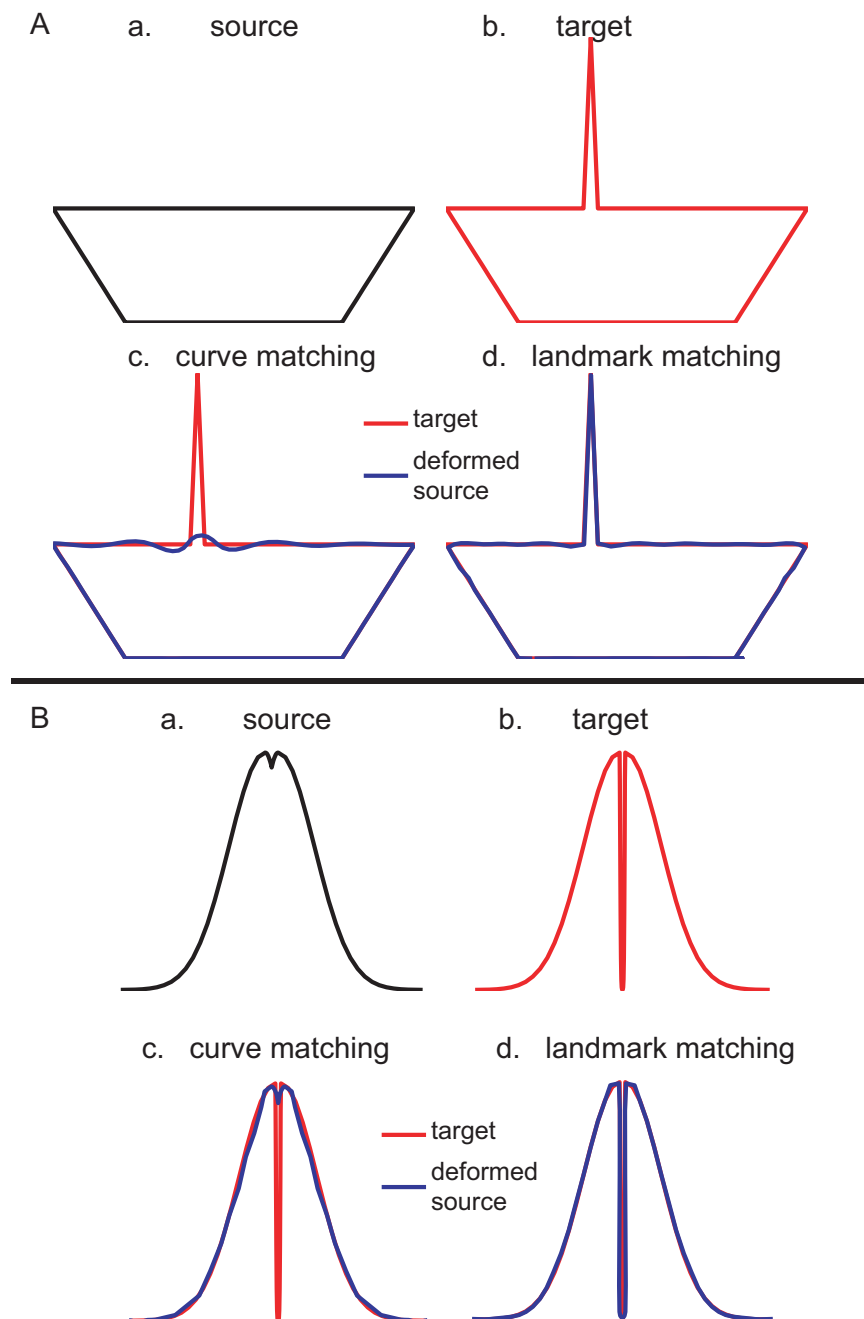 A
a. source
b. target
c. curve matching
d. landmark matching
target
deformed
source
B
a. source
b. target
c. curve matching
d. landmark matching
target
deformed
source